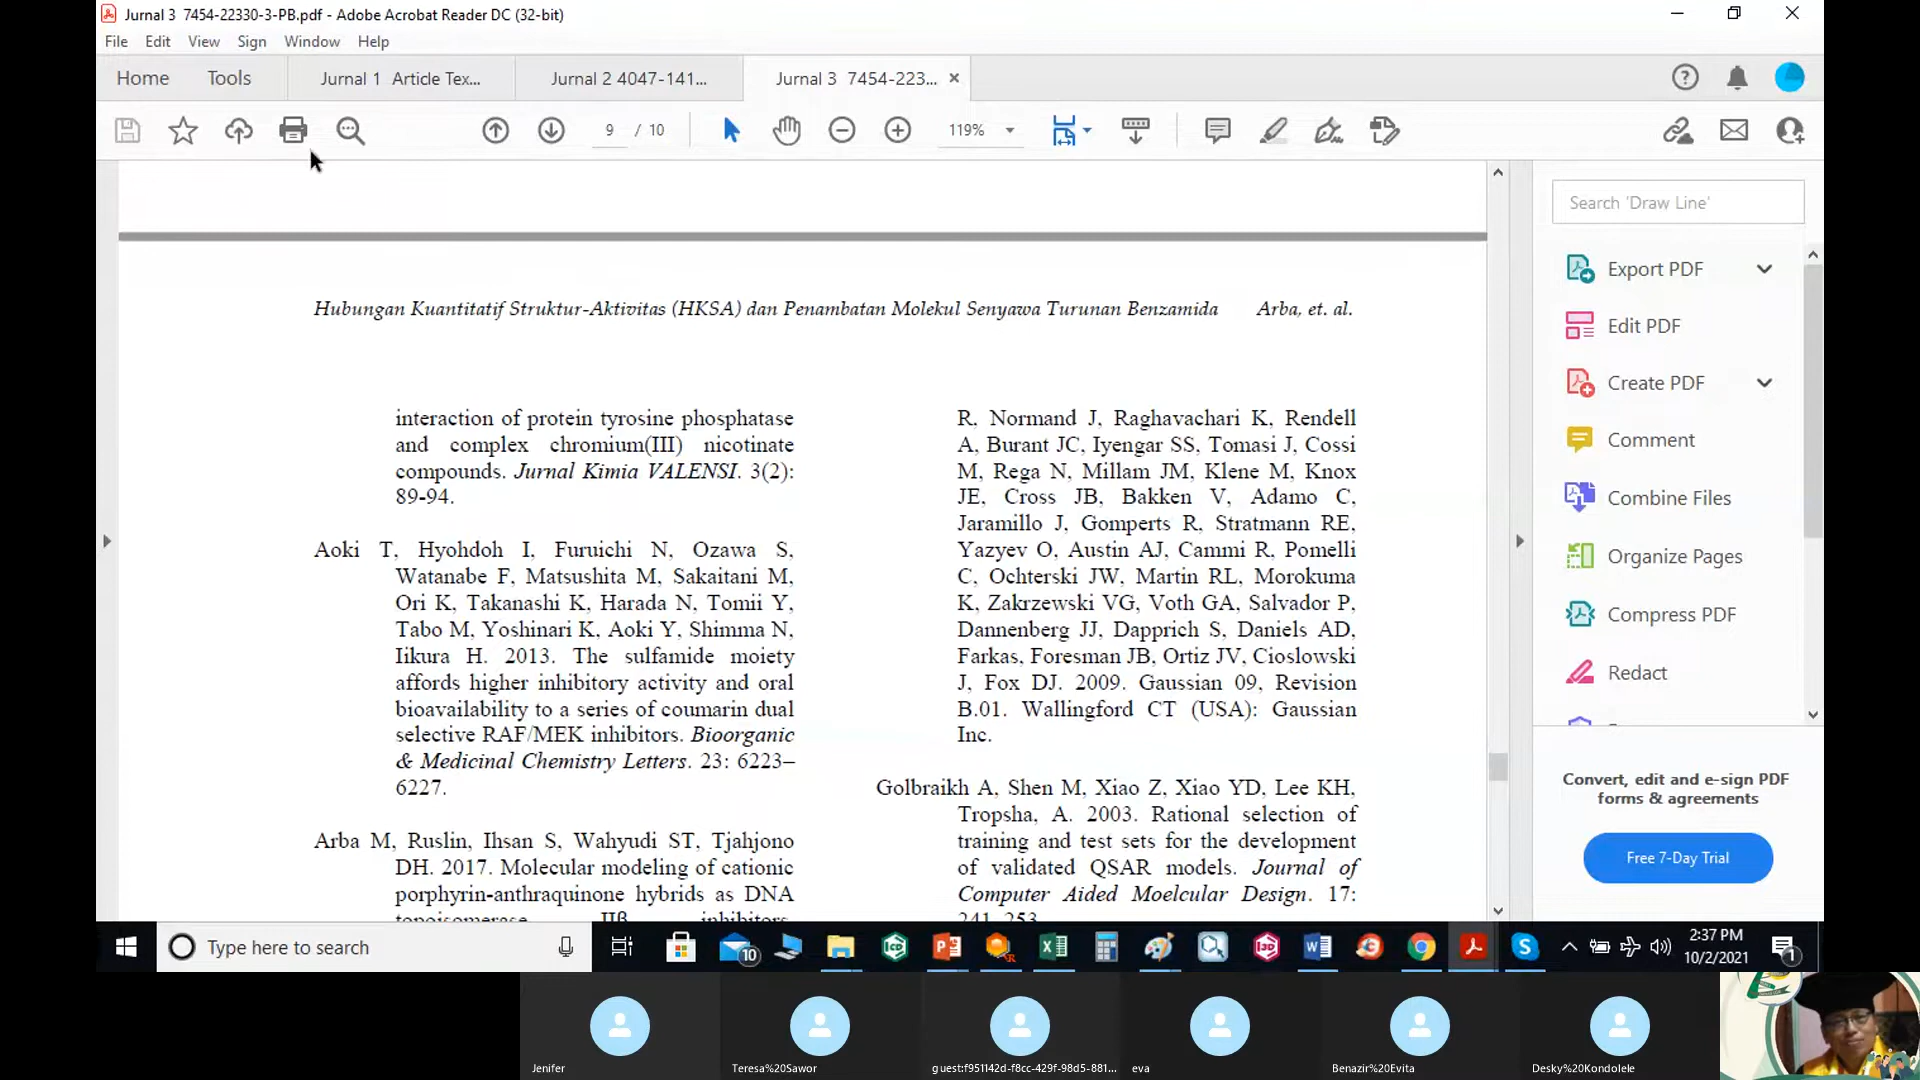 Jurnal 3 7454-22330-3-PB.pdf - Adobe Acrobat Reader DC (32-bit)
File Edit View Sign Window Help
Home Tools Jurnal 1 Article Tex... Jurnal 2 4047-141... Jurnal 3 7454-223...
9 / 10 119%
Search 'Draw Line'
Export PDF
Edit PDF
Create PDF
Comment
Combine Files
Organize Pages
Compress PDF
Redact
Convert, edit and e-sign PDF
forms & agreements
Free 7-Day Trial
Hubungan Kuantitatif Struktur-Aktivitas (HKSA) dan Penambatan Molekul Senyawa Turunan Benzamida Arba, et. al.
interaction of protein tyrosine phosphatase
and complex chromium(III) nicotinate
compounds. Jurnal Kimia VALENSI. 3(2):
89-94.
Aoki T, Hyohdoh I, Furuichi N, Ozawa S,
Watanabe F, Matsushita M, Sakaitani M,
Ori K, Takanashi K, Harada N, Tomii Y,
Tabo M, Yoshinari K, Aoki Y, Shimma N,
Iikura H. 2013. The sulfamide moiety
affords higher inhibitory activity and oral
bioavailability to a series of coumarin dual
selective RAF/MEK inhibitors. Bioorganic
& Medicinal Chemistry Letters. 23: 6223–
6227.
Arba M, Ruslin, Ihsan S, Wahyudi ST, Tjahjono
DH. 2017. Molecular modeling of cationic
porphyrin-anthraquinone hybrids as DNA
topoisomerase IIβ inhibitors.
R, Normand J, Raghavachari K, Rendell
A, Burant JC, Iyengar SS, Tomasi J, Cossi
M, Rega N, Millam JM, Klene M, Knox
JE, Cross JB, Bakken V, Adamo C,
Jaramillo J, Gomperts R, Stratmann RE,
Yazyev O, Austin AJ, Cammi R, Pomelli
C, Ochterski JW, Martin RL, Morokuma
K, Zakrzewski VG, Voth GA, Salvador P,
Dannenberg JJ, Dapprich S, Daniels AD,
Farkas, Foresman JB, Ortiz JV, Cioslowski
J, Fox DJ. 2009. Gaussian 09, Revision
B.01. Wallingford CT (USA): Gaussian
Inc.
Golbraikh A, Shen M, Xiao Z, Xiao YD, Lee KH,
Tropsha, A. 2003. Rational selection of
training and test sets for the development
of validated QSAR models. Journal of
Computer Aided Moelcular Design. 17:
241–253.
Type here to search
10
2:37 PM
10/2/2021
1
Jenifer
Teresa%20Sawor
guest:f951142d-f8cc-429f-98d5-881...
eva
Benazir%20Evita
Desky%20Kondolele